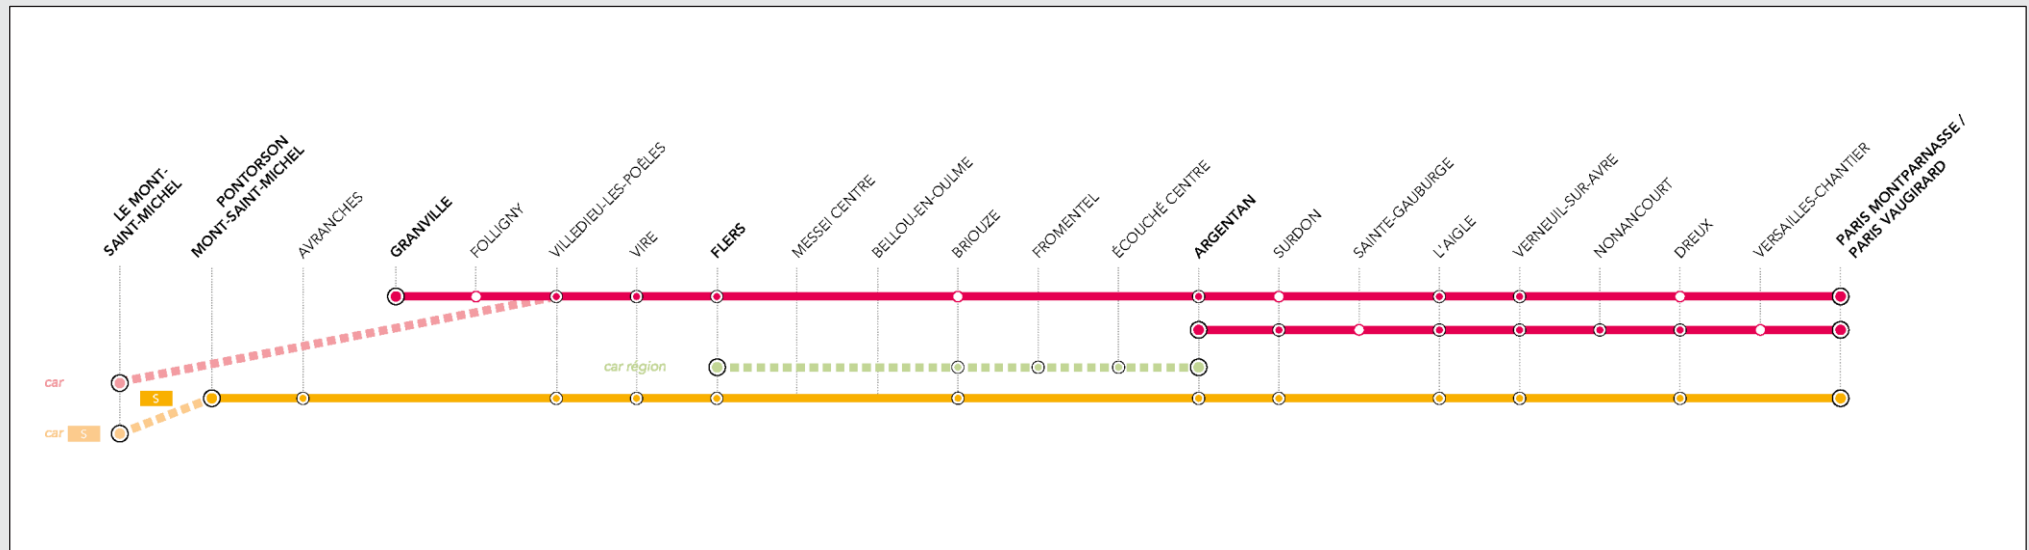 LE MONT-
SAINT-MICHEL
PONTORSON
MONT-SAINT-MICHEL
AVRANCHES
GRANVILLE
FOLLIGNY
VILLEDIEU-LES-POÊLES
VIRE
FLERS
MESSEI CENTRE
BELLOU-EN-OULME
BRIOUZE
FROMENTEL
ÉCOUCHÉ CENTRE
ARGENTAN
SURDON
SAINTE-GAUBURGE
L'AIGLE
VERNEUIL-SUR-AVRE
NONANCOURT
DREUX
VERSAILLES-CHANTIER
PARIS MONTPARNASSE /
PARIS VAUGIRARD
car région
car
S
car S